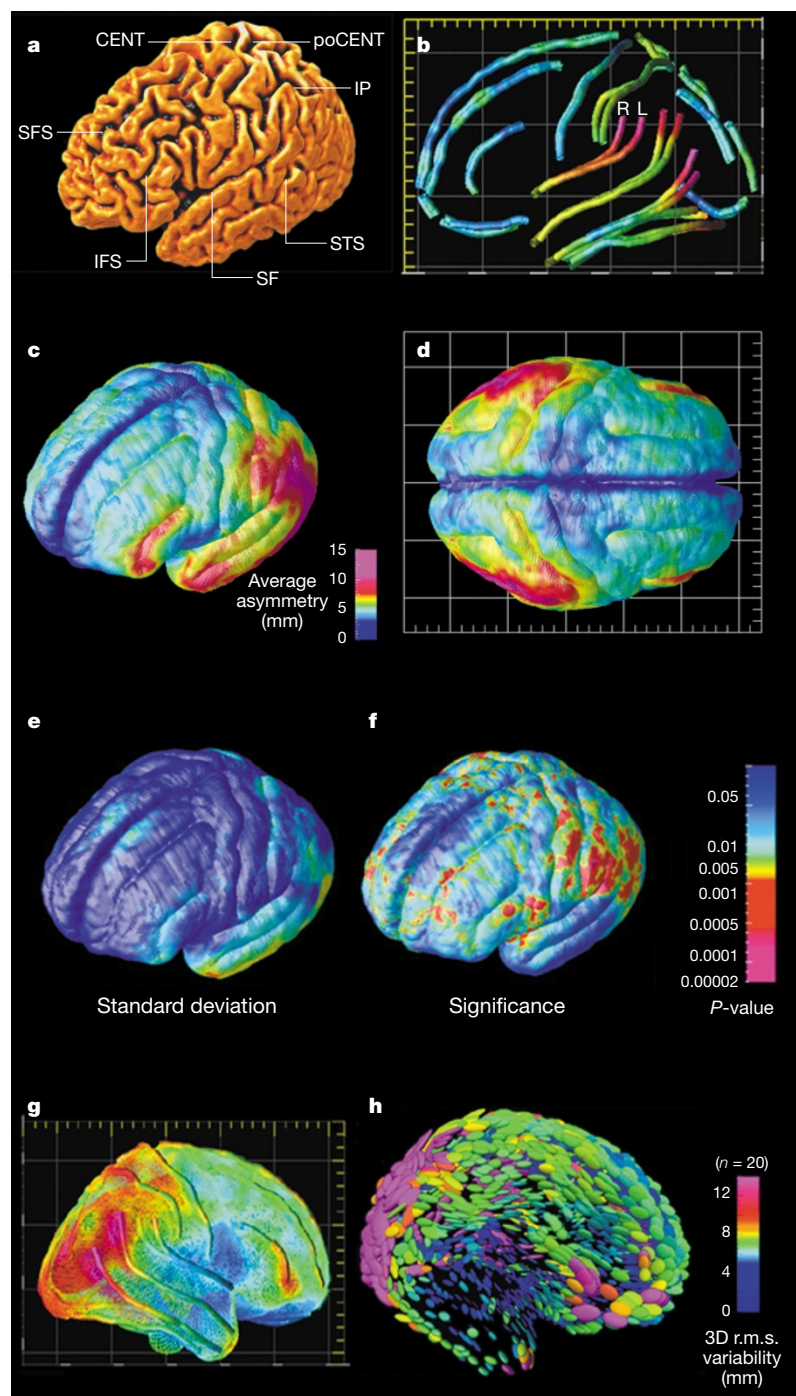 a
CENT
poCENT
IP
SFS
IFS
STS
SF
b
R L
c
d
15
10
5
0
Average
asymmetry
(mm)
e
f
0.05
0.01
0.005
0.001
0.0005
0.0001
0.00002
P-value
Standard deviation
Significance
g
h
(n = 20)
12
8
4
0
3D r.m.s.
variability
(mm)